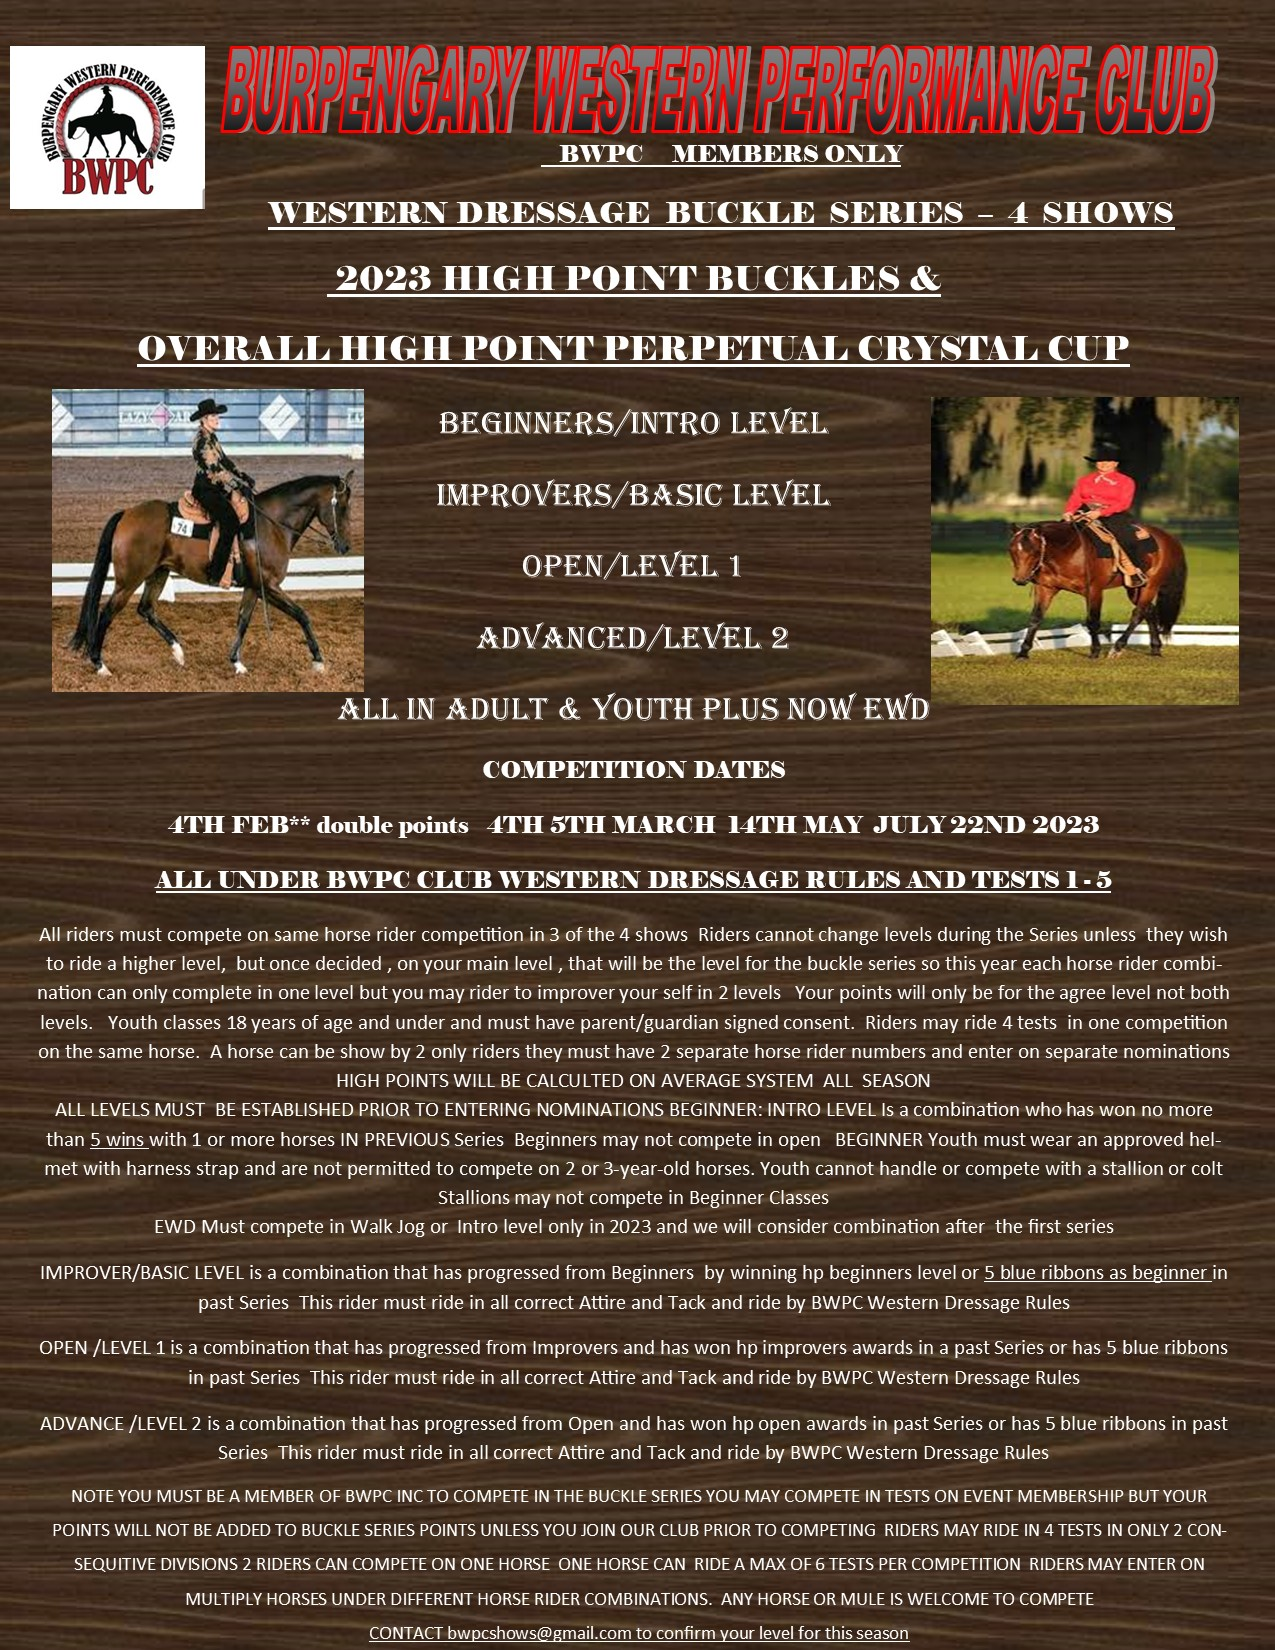 BURPENGARY WESTERN PERFORMANCE CLUB
BURPENGARY WESTERN PERFORMANCE CLUB
BWPC
BWPC MEMBERS ONLY
WESTERN DRESSAGE BUCKLE SERIES – 4 SHOWS
2023 HIGH POINT BUCKLES &
OVERALL HIGH POINT PERPETUAL CRYSTAL CUP
BEGINNERS/INTRO LEVEL
IMPROVERS/BASIC LEVEL
OPEN/LEVEL 1
74
ADVANCED/LEVEL 2
ALL IN ADULT & YOUTH PLUS NOW EWD
COMPETITION DATES
4TH FEB** double points 4TH 5TH MARCH 14TH MAY JULY 22ND 2023
ALL UNDER BWPC CLUB WESTERN DRESSAGE RULES AND TESTS 1 - 5
All riders must compete on same horse rider competition in 3 of the 4 shows Riders cannot change levels during the Series unless they wish
to ride a higher level, but once decided , on your main level , that will be the level for the buckle series so this year each horse rider combi-
nation can only complete in one level but you may rider to improver your self in 2 levels Your points will only be for the agree level not both
levels. Youth classes 18 years of age and under and must have parent/guardian signed consent. Riders may ride 4 tests in one competition
on the same horse. A horse can be show by 2 only riders they must have 2 separate horse rider numbers and enter on separate nominations
HIGH POINTS WILL BE CALCULTED ON AVERAGE SYSTEM ALL SEASON
ALL LEVELS MUST BE ESTABLISHED PRIOR TO ENTERING NOMINATIONS BEGINNER: INTRO LEVEL Is a combination who has won no more
than 5 wins with 1 or more horses IN PREVIOUS Series Beginners may not compete in open BEGINNER Youth must wear an approved hel-
met with harness strap and are not permitted to compete on 2 or 3-year-old horses. Youth cannot handle or compete with a stallion or colt
Stallions may not compete in Beginner Classes
EWD Must compete in Walk Jog or Intro level only in 2023 and we will consider combination after the first series
IMPROVER/BASIC LEVEL is a combination that has progressed from Beginners by winning hp beginners level or 5 blue ribbons as beginner in
past Series This rider must ride in all correct Attire and Tack and ride by BWPC Western Dressage Rules
OPEN /LEVEL 1 is a combination that has progressed from Improvers and has won hp improvers awards in a past Series or has 5 blue ribbons
in past Series This rider must ride in all correct Attire and Tack and ride by BWPC Western Dressage Rules
ADVANCE /LEVEL 2 is a combination that has progressed from Open and has won hp open awards in past Series or has 5 blue ribbons in past
Series This rider must ride in all correct Attire and Tack and ride by BWPC Western Dressage Rules
NOTE YOU MUST BE A MEMBER OF BWPC INC TO COMPETE IN THE BUCKLE SERIES YOU MAY COMPETE IN TESTS ON EVENT MEMBERSHIP BUT YOUR
POINTS WILL NOT BE ADDED TO BUCKLE SERIES POINTS UNLESS YOU JOIN OUR CLUB PRIOR TO COMPETING RIDERS MAY RIDE IN 4 TESTS IN ONLY 2 CON-
SEQUITIVE DIVISIONS 2 RIDERS CAN COMPETE ON ONE HORSE ONE HORSE CAN RIDE A MAX OF 6 TESTS PER COMPETITION RIDERS MAY ENTER ON
MULTIPLY HORSES UNDER DIFFERENT HORSE RIDER COMBINATIONS. ANY HORSE OR MULE IS WELCOME TO COMPETE
CONTACT bwpcshows@gmail.com to confirm your level for this season